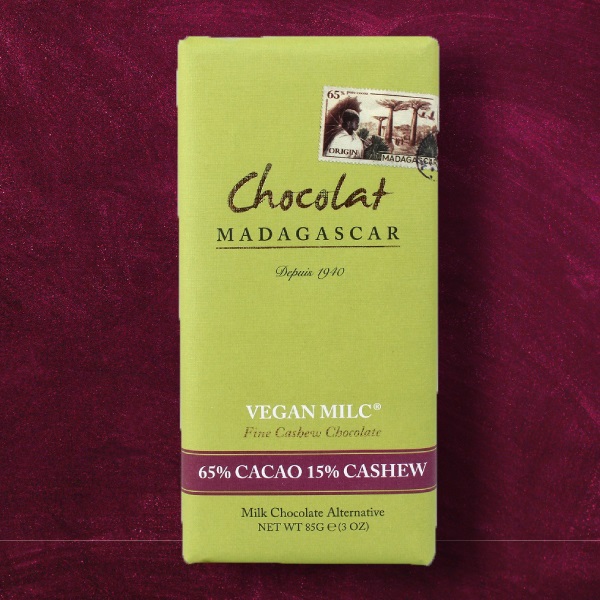 65%
ORIGIN
MADAGASCAR
Chocolat
MADAGASCAR
Depuis 1940
VEGAN MILC®
Fine Cashew Chocolate
65% CACAO 15% CASHEW
Milk Chocolate Alternative
NET WT 85G ℮ (3 OZ)